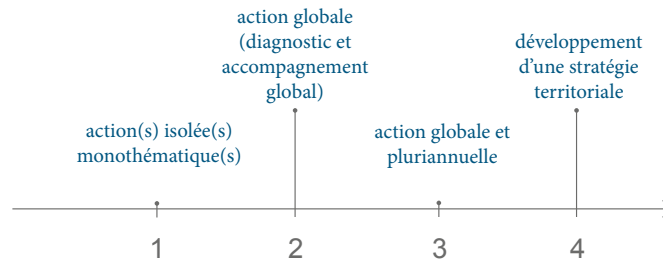 action globale
(diagnostic et
accompagnement
global)
développement
d'une stratégie
territoriale
action(s) isolée(s)
monothématique(s)
action globale et
pluriannuelle
1
2
3
4